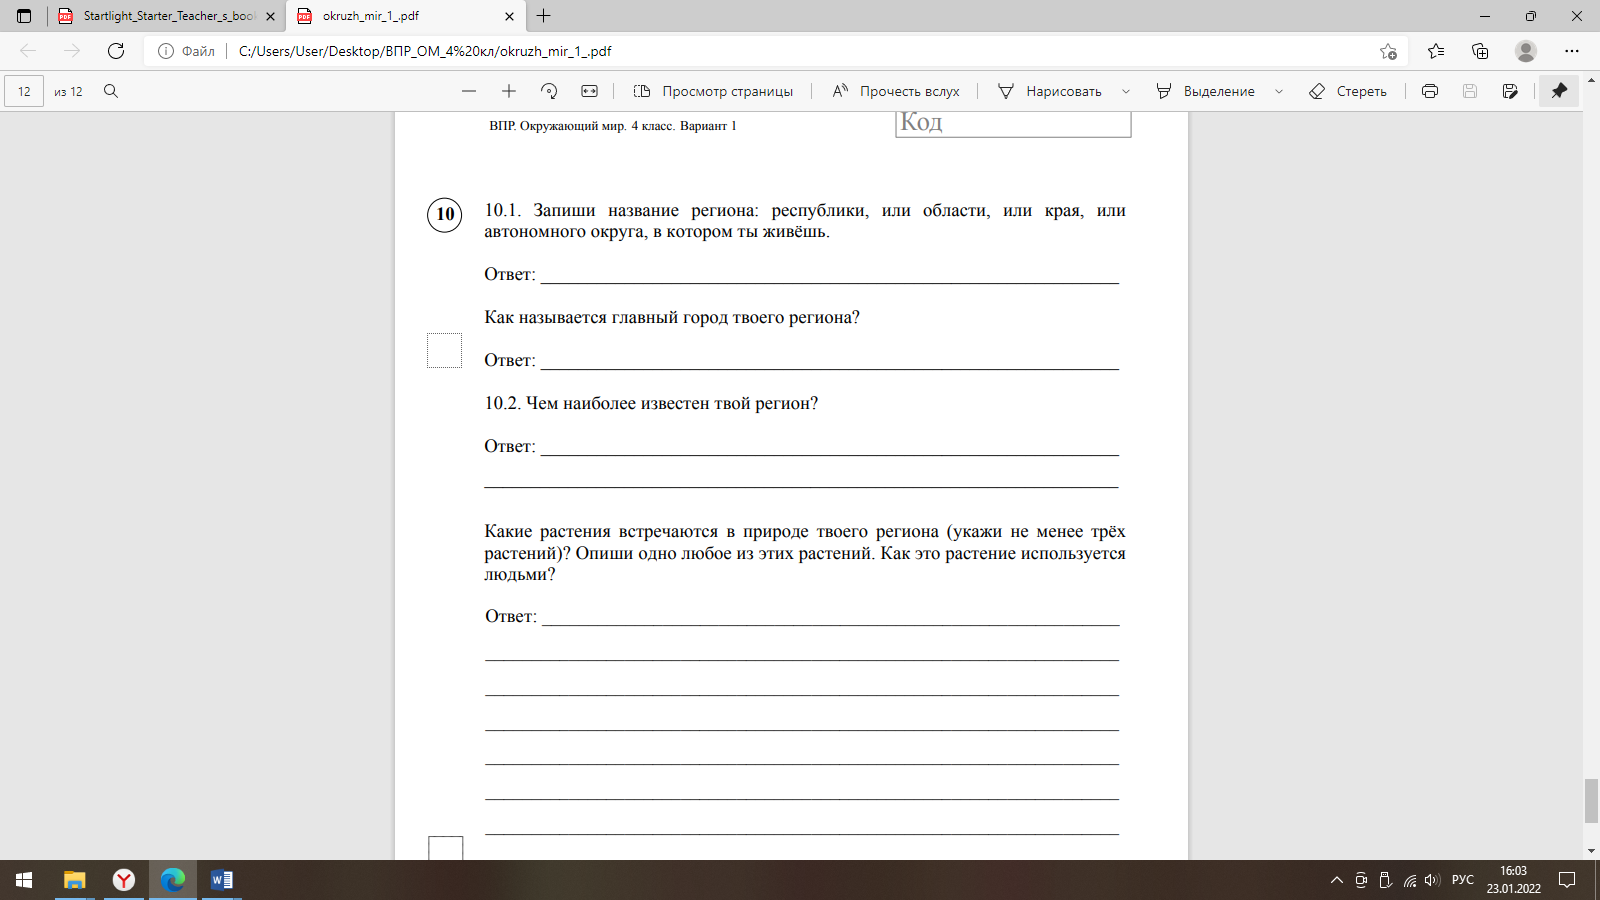 Startlight_Starter_Teacher_s_boo
okruzh_mir_1_.pdf
Файл
C:/Users/User/Desktop/ВПР_ОМ_4%20кл/okruzh_mir_1_.pdf
12 из 12
Просмотр страницы
Прочесть вслух
Нарисовать
Выделение
Стереть
ВПР. Окружающий мир. 4 класс. Вариант 1
Код
10
10.1. Запиши название региона: республики, или области, или края, или
автономного округа, в котором ты живёшь.
Ответ:
Как называется главный город твоего региона?
Ответ:
10.2. Чем наиболее известен твой регион?
Ответ:
Какие растения встречаются в природе твоего региона (укажи не менее трёх
растений)? Опиши одно любое из этих растений. Как это растение используется
людьми?
Ответ:
РУС
16:03
23.01.2022